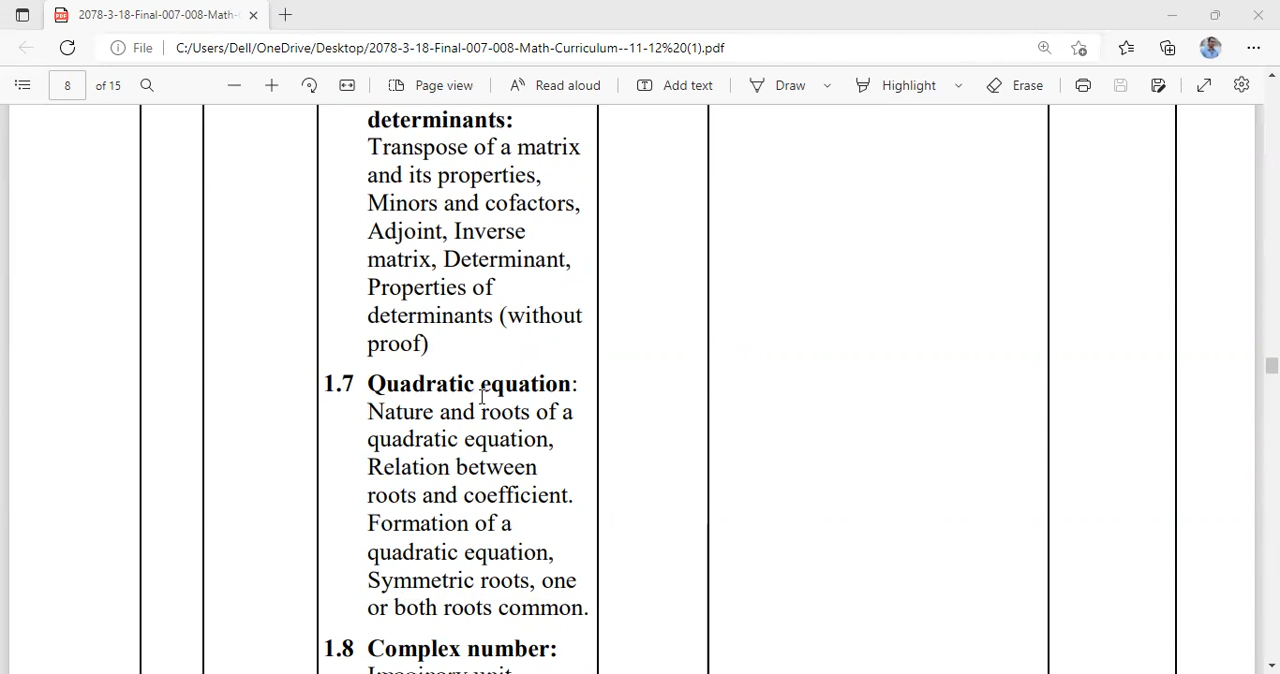 2078-3-18-Final-007-008-Math-
File
C:/Users/Dell/OneDrive/Desktop/2078-3-18-Final-007-008-Math-Curriculum--11-12%20(1).pdf
8 of 15
Page view
Read aloud
Add text
Draw
Highlight
Erase
determinants:
Transpose of a matrix
and its properties,
Minors and cofactors,
Adjoint, Inverse
matrix, Determinant,
Properties of
determinants (without
proof)
1.7 Quadratic equation:
Nature and roots of a
quadratic equation,
Relation between
roots and coefficient.
Formation of a
quadratic equation,
Symmetric roots, one
or both roots common.
1.8 Complex number:
Imaginary unit